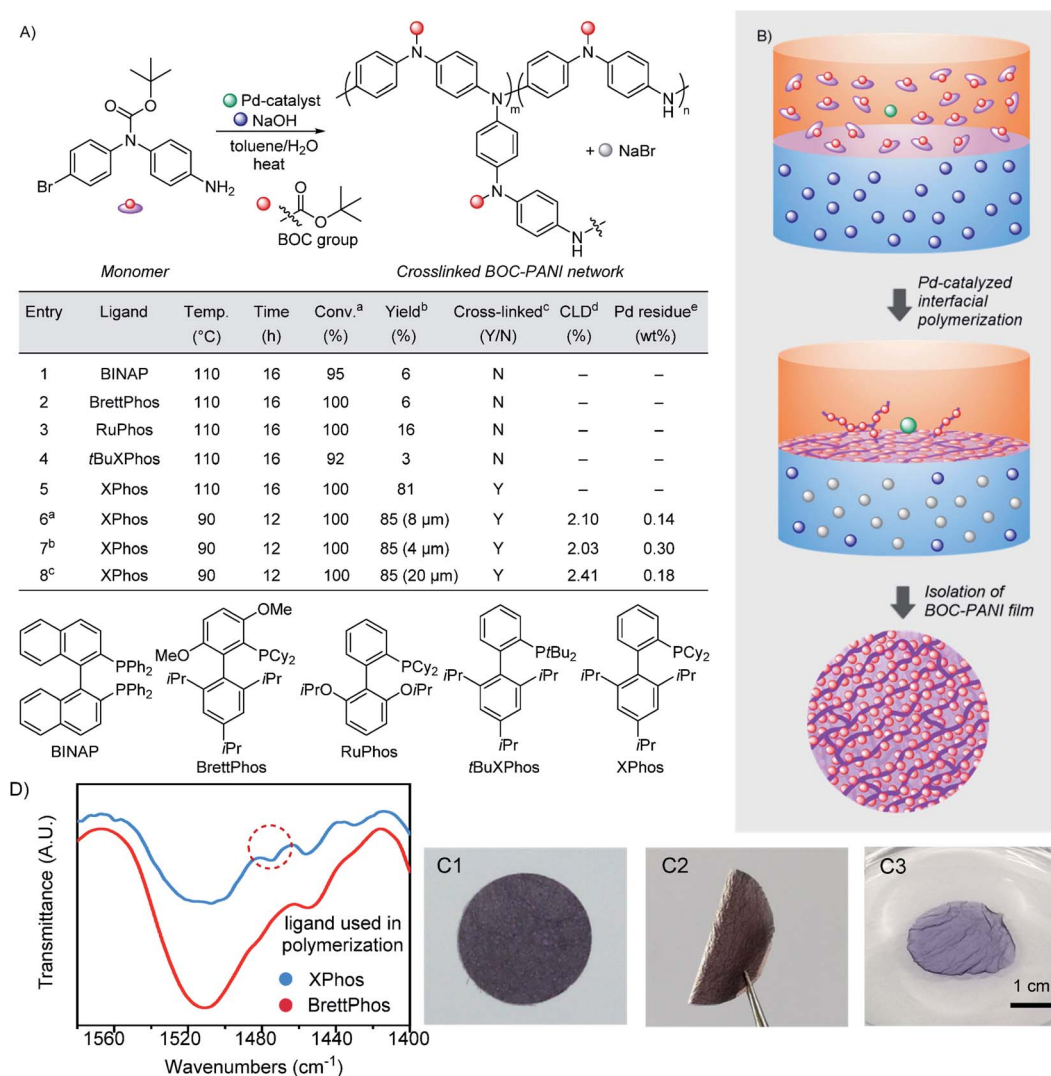 A)
Br
N
O
O
NH2
Pd-catalyst
NaOH
toluene/H2O
heat
O
O
BOC group
N
N
N
m
N
N
H
n
N
H
+ NaBr
Monomer
Crosslinked BOC-PANI network
Entry Ligand Temp. Time Conv.a Yieldb Cross-linkedc CLDd Pd residuee
(°C) (h) (%) (%) (Y/N) (%) (wt%)
1 BINAP 110 16 95 6 N – –
2 BrettPhos 110 16 100 6 N – –
3 RuPhos 110 16 100 16 N – –
4 tBuXPhos 110 16 92 3 N – –
5 XPhos 110 16 100 81 Y – –
6a XPhos 90 12 100 85 (8 µm) Y 2.10 0.14
7b XPhos 90 12 100 85 (4 µm) Y 2.03 0.30
8c XPhos 90 12 100 85 (20 µm) Y 2.41 0.18
PPh2
PPh2
BINAP
OMe
MeO
PCy2
iPr
iPr
iPr
BrettPhos
PCy2
iPrO
OiPr
RuPhos
PtBu2
iPr
iPr
iPr
tBuXPhos
PCy2
iPr
iPr
iPr
XPhos
B)
Pd-catalyzed
interfacial
polymerization
Isolation of
BOC-PANI film
D)
Transmittance (A.U.)
ligand used in
polymerization
XPhos
BrettPhos
1560 1520 1480 1440 1400
Wavenumbers (cm-1)
C1
C2
C3
1 cm